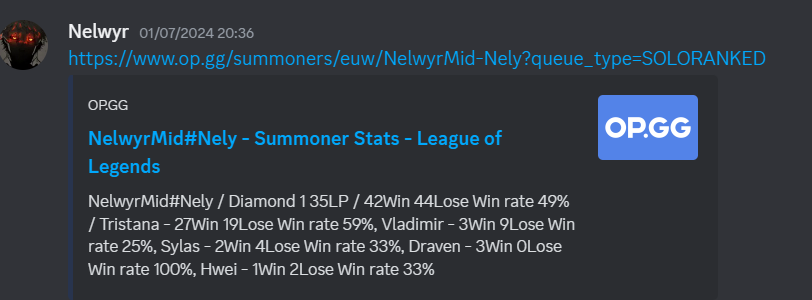 Nelwyr 01/07/2024 20:36
https://www.op.gg/summoners/euw/NelwyrMid-Nely?queue_type=SOLORANKED
OP.GG
NelwyrMid#Nely - Summoner Stats - League of
Legends
OP.GG
NelwyrMid#Nely / Diamond 1 35LP / 42Win 44Lose Win rate 49%
/ Tristana - 27Win 19Lose Win rate 59%, Vladimir - 3Win 9Lose Win
rate 25%, Sylas - 2Win 4Lose Win rate 33%, Draven - 3Win 0Lose
Win rate 100%, Hwei - 1Win 2Lose Win rate 33%